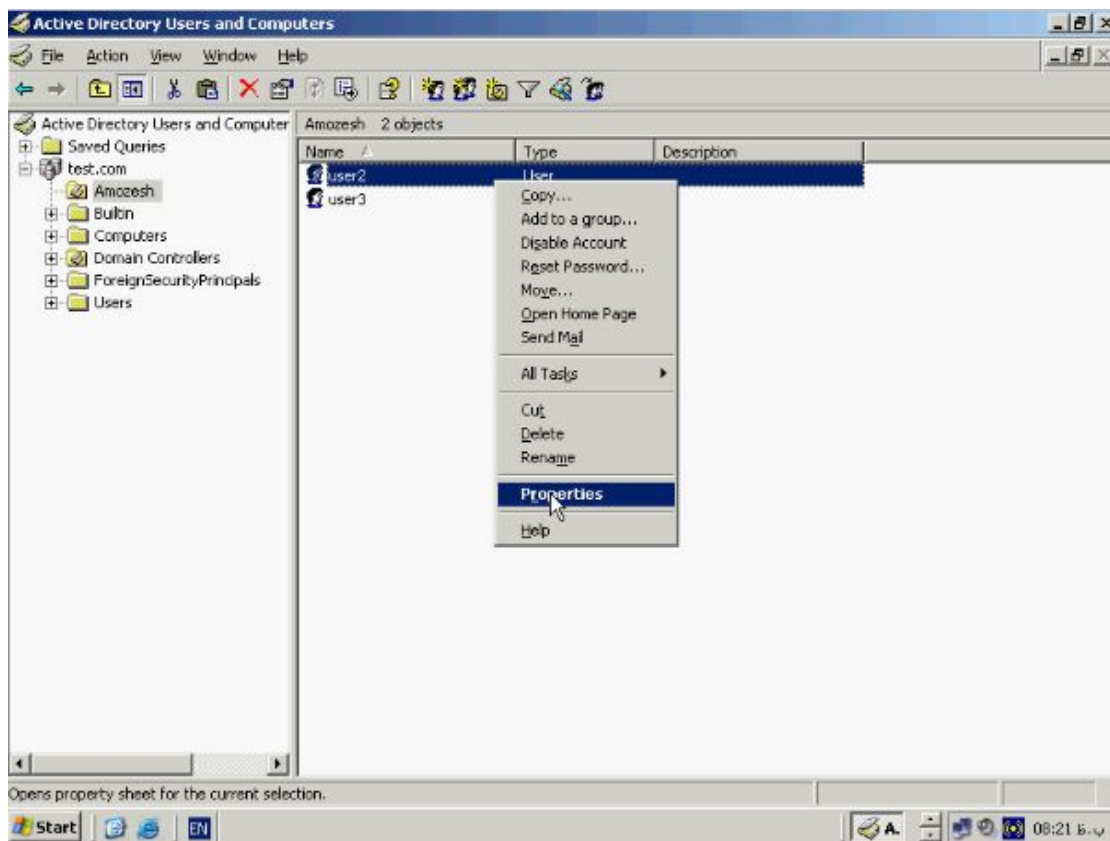 Active Directory Users and Computers
File Action View Window Help
Active Directory Users and Computer
Saved Queries
test.com
Amozesh
Builtin
Computers
Domain Controllers
ForeignSecurityPrincipals
Users
Amozesh 2 objects
Name Type Description
user2 User
user3
Copy...
Add to a group...
Disable Account
Reset Password...
Move...
Open Home Page
Send Mail
All Tasks
Cut
Delete
Rename
Properties
Help
Opens property sheet for the current selection.
Start EN A. 08:21 ب.ظ